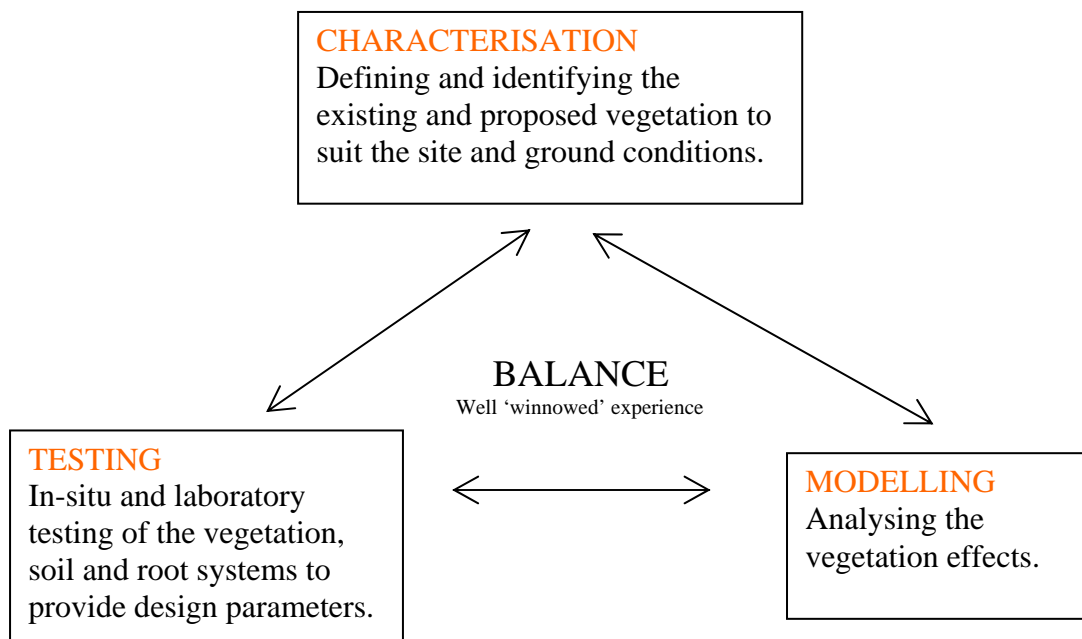 CHARACTERISATION
Defining and identifying the
existing and proposed vegetation to
suit the site and ground conditions.
BALANCE
Well ‘winnowed’ experience
TESTING
In-situ and laboratory
testing of the vegetation,
soil and root systems to
provide design parameters.
MODELLING
Analysing the
vegetation effects.